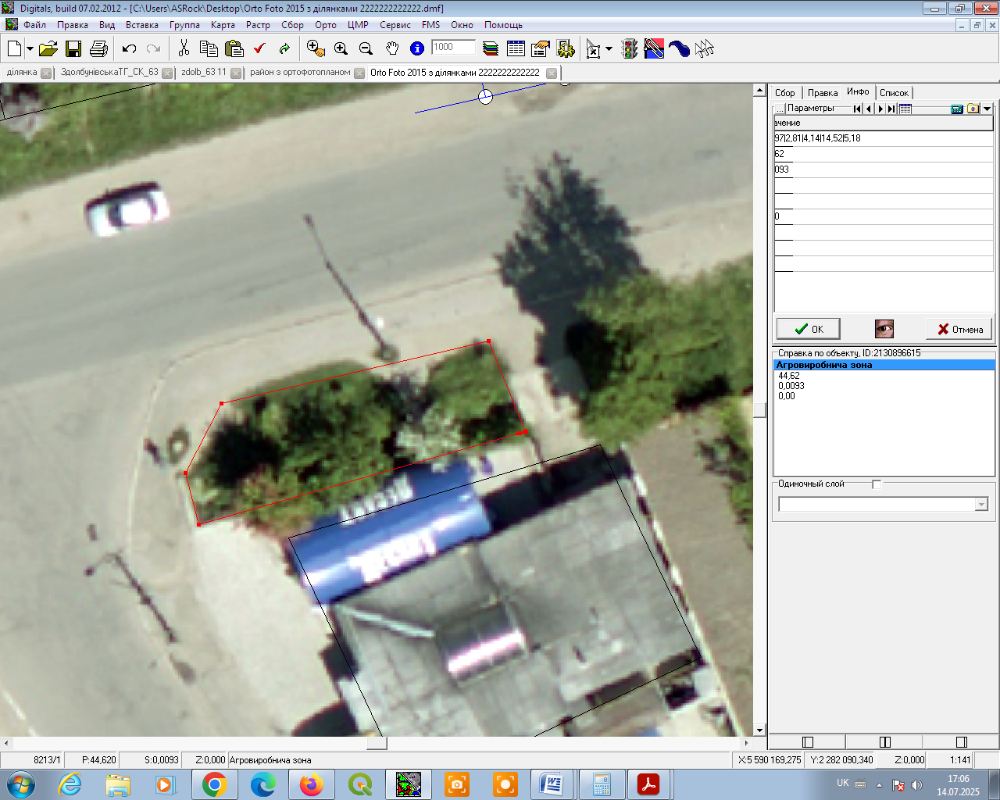 Digitals, build 07.02.2012 - [C:\Users\ASRock\Desktop\Orto Foto 2015 з ділянками 2222222222222.dmf]
Файл Правка Вид Вставка Группа Карта Растр Сбор Орто ЦМР Сервис FMS Окно Помощь
1000
ділянка ЗдолбунівськаТГ_СК_63 zdolb_63 11 район з ортофотопланом Orto Foto 2015 з ділянками 2222222222222
Сбор Правка Инфо Список
... Параметры
ачение
97|2,81|4,14|14,52|5,18
62
093
0
OK Отмена
Справка по объекту, ID:2130896615
Агровиробнича зона
44,62
0,0093
0,00
Одиночный слой
8213/1 P:44,620 S:0,0093 Z:0,000 Агровиробнича зона X:5 590 169,275 Y:2 282 090,340 Z:0,000 1:141
UK 17:06
14.07.2025